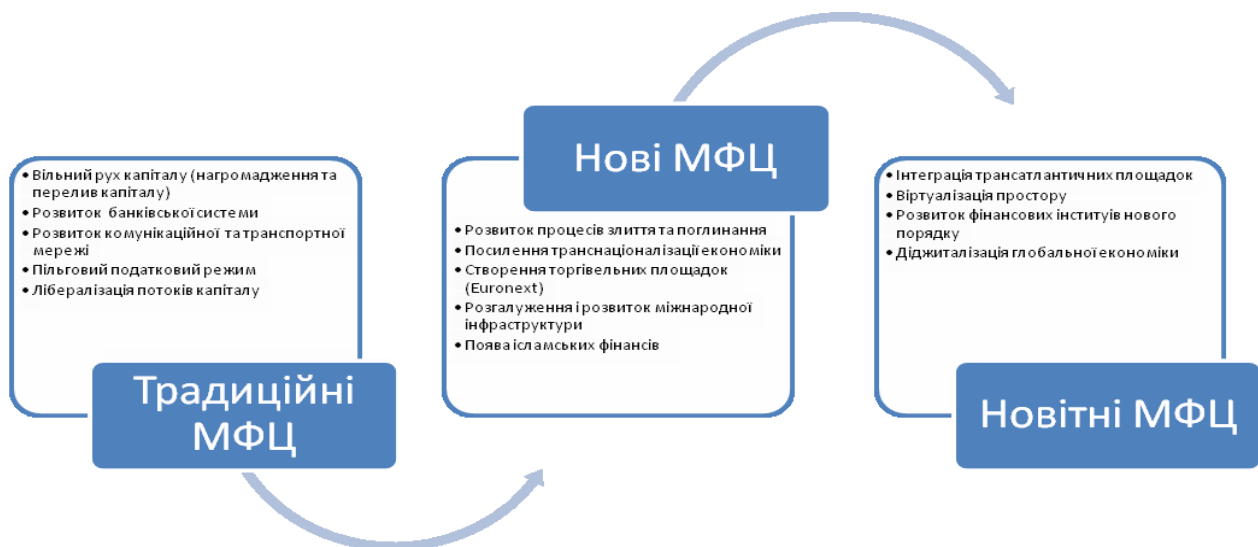 • Вільний рух капіталу (нагромадження та
перелив капіталу)
• Розвиток банківської системи
• Розвиток комунікаційної та транспортної
мережі
• Пільговий податковий режим
• Лібералізація потоків капіталу
Традиційні
МФЦ
Нові МФЦ
• Розвиток процесів злиття та поглинання
• Посилення транснаціоналізації економіки
• Створення торгівельних площадок
(Euronext)
• Розгалуження і розвиток міжнародної
інфраструктури
• Поява ісламських фінансів
• Інтеграція трансатлантичних площадок
• Віртуалізація простору
• Розвиток фінансових інституів нового
порядку
• Діджиталізація глобальної економіки
Новітні МФЦ